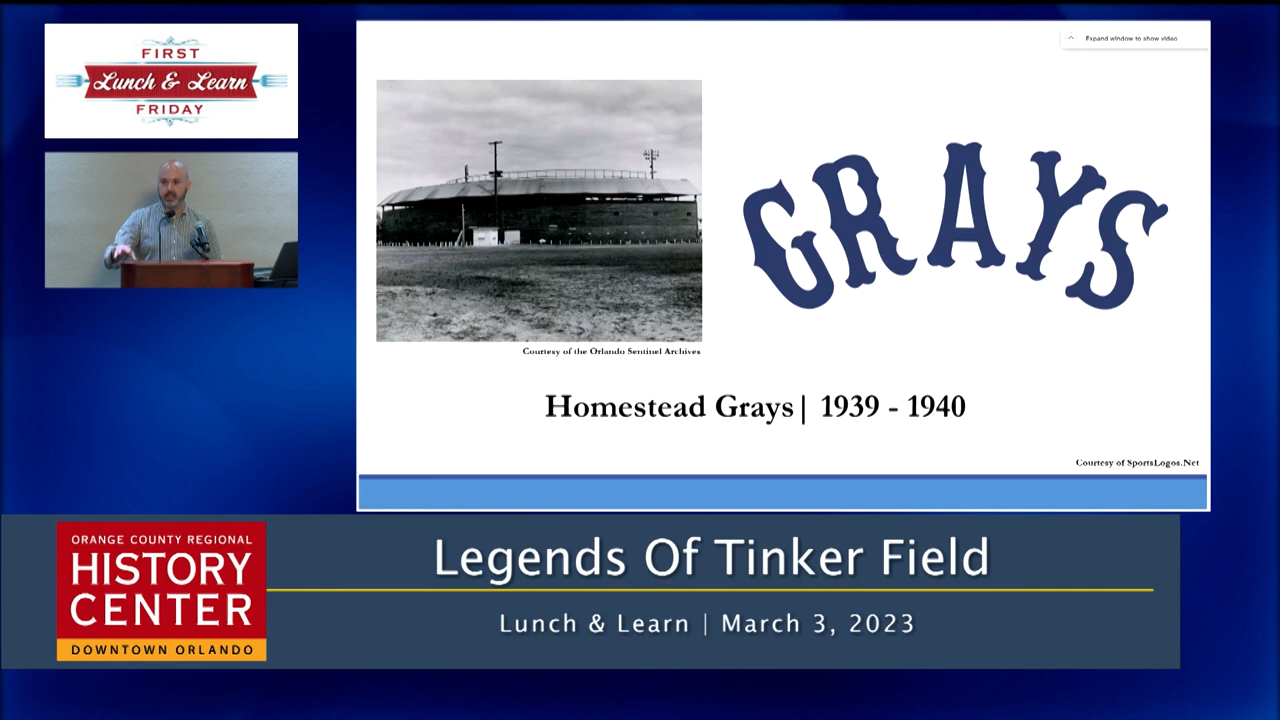 FIRST
Lunch & Learn
FRIDAY
Expand window to show video
GRAYS
Courtesy of the Orlando Sentinel Archives
Homestead Grays| 1939 - 1940
Courtesy of SportsLogos.Net
ORANGE COUNTY REGIONAL
HISTORY
CENTER
DOWNTOWN ORLANDO
Legends Of Tinker Field
Lunch & Learn | March 3, 2023